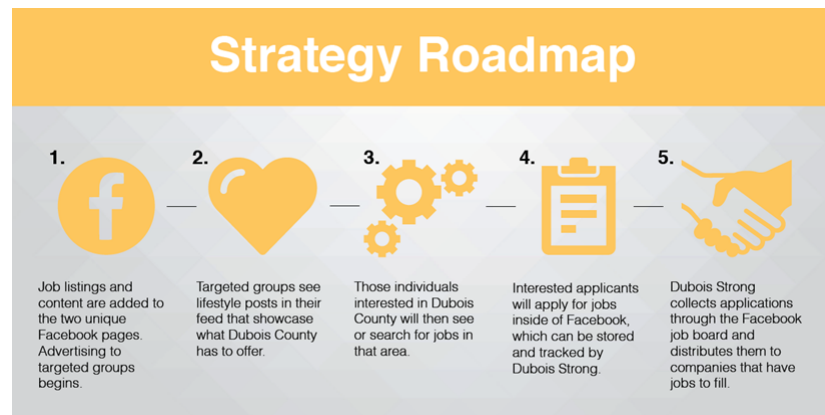 Strategy Roadmap
1.
Job listings and
content are added to
the two unique
Facebook pages.
Advertising to
targeted groups
begins.
2.
Targeted groups see
lifestyle posts in their
feed that showcase
what Dubois County
has to offer.
3.
Those individuals
interested in Dubois
County will then see
or search for jobs in
that area.
4.
Interested applicants
will apply for jobs
inside of Facebook,
which can be stored
and tracked by
Dubois Strong.
5.
Dubois Strong
collects applications
through the Facebook
job board and
distributes them to
companies that have
jobs to fill.